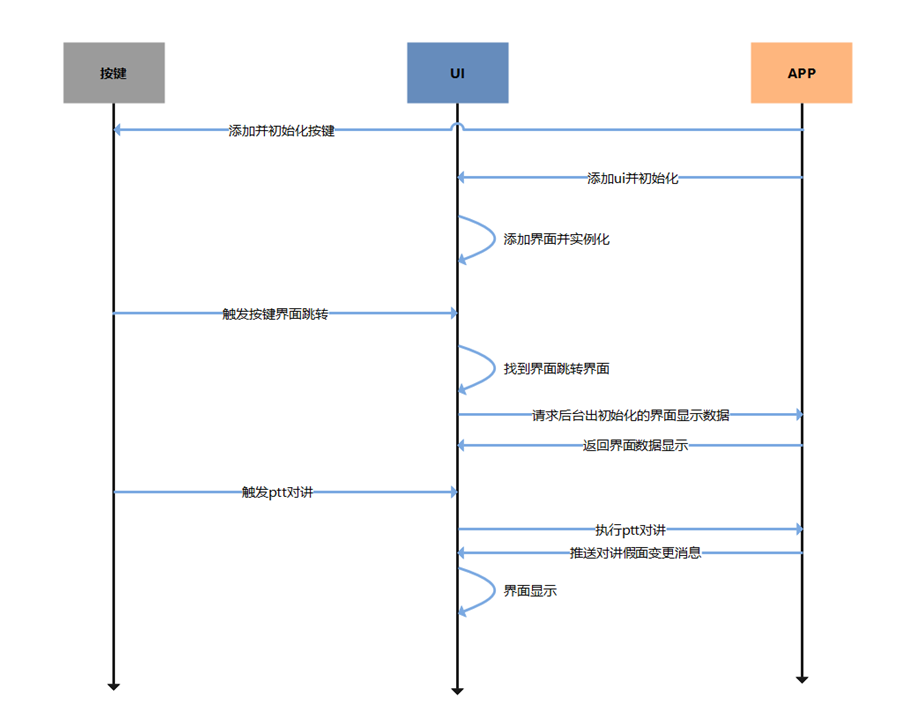 按键
UI
APP
添加并初始化按键
添加ui并初始化
添加界面并实例化
触发按键界面跳转
找到界面跳转界面
请求后台出初始化的界面显示数据
返回界面数据显示
触发ptt对讲
执行ptt对讲
推送对讲假面变更消息
界面显示